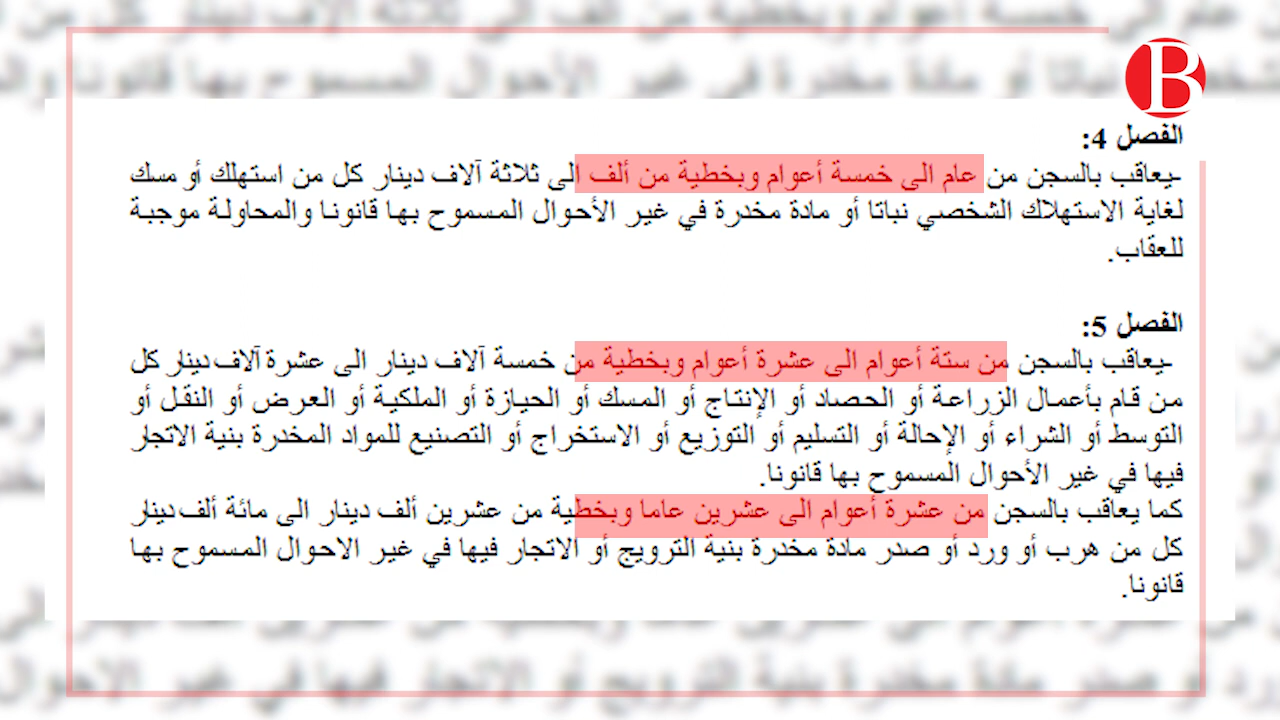 B
الفصل 4:
-يعاقب بالسجن من عام الى خمسة أعوام وبخطية من ألف الى ثلاثة آلاف دينار كل من استهلك أو مسك
لغاية الاستهلاك الشخصي نباتا أو مادة مخدرة في غير الأحوال المسموح بها قانونا والمحاولة موجبة
للعقاب.
الفصل 5:
-يعاقب بالسجن من ستة أعوام الى عشرة أعوام وبخطية من خمسة آلاف دينار الى عشرة آلاف دينار كل
من قام بأعمال الزراعة أو الحصاد أو الإنتاج أو المسك أو الحيازة أو الملكية أو العرض أو النقل أو
التوسط أو الشراء أو الإحالة أو التسليم أو التوزيع أو الاستخراج أو التصنيع للمواد المخدرة بنية الاتجار
فيها في غير الأحوال المسموح بها قانونا.
كما يعاقب بالسجن من عشرة أعوام الى عشرين عاما وبخطية من عشرين ألف دينار الى مائة ألف دينار
كل من هرب أو ورد أو صدر مادة مخدرة بنية الترويج أو الاتجار فيها في غير الاحوال المسموح بها
قانونا.